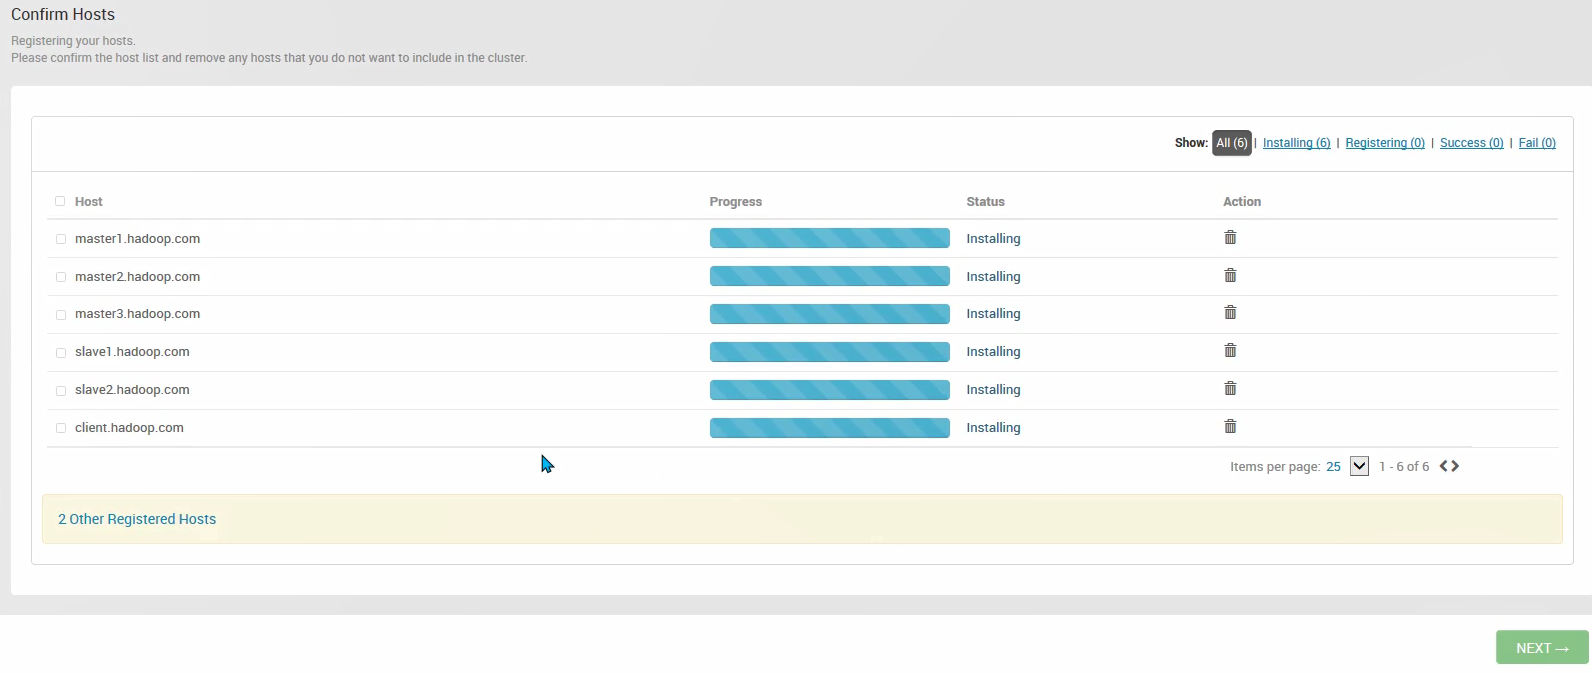 Confirm Hosts
Registering your hosts.
Please confirm the host list and remove any hosts that you do not want to include in the cluster.
Show: All (6) | Installing (6) | Registering (0) | Success (0) | Fail (0)
Host Progress Status Action
master1.hadoop.com Installing
master2.hadoop.com Installing
master3.hadoop.com Installing
slave1.hadoop.com Installing
slave2.hadoop.com Installing
client.hadoop.com Installing
Items per page: 25 1 - 6 of 6
2 Other Registered Hosts
NEXT →